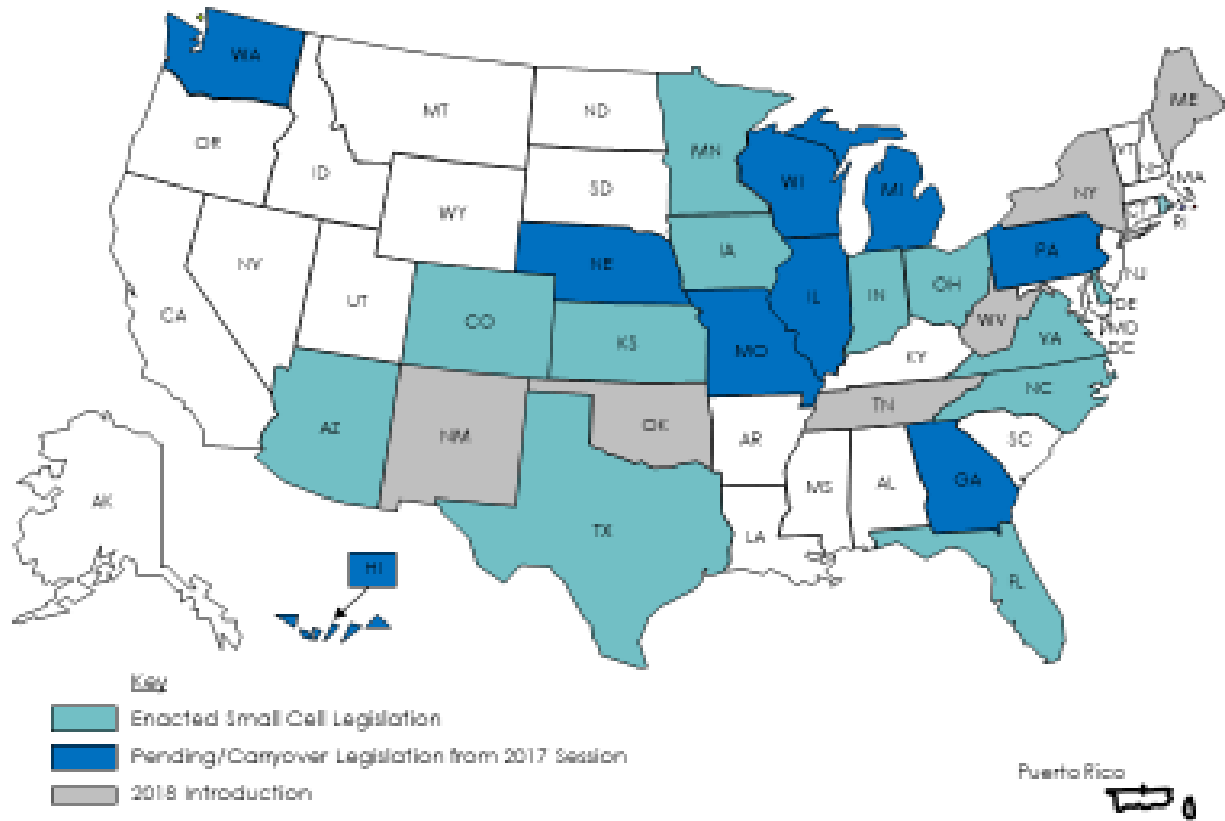 WA
MT
ND
MN
ME
OR
ID
SD
WI
MI
VT
NH
NY
MA
WY
CT
RI
NV
NE
IA
PA
NJ
UT
CO
IL
IN
OH
DE
CA
KS
MO
WV
VA
MD
DC
KY
AZ
NM
OK
AR
TN
NC
SC
AK
TX
LA
MS
AL
GA
HI
FL
Key
Enacted Small Cell Legislation
Pending/Carryover Legislation from 2017 Session
2018 Introduction
Puerto Rico